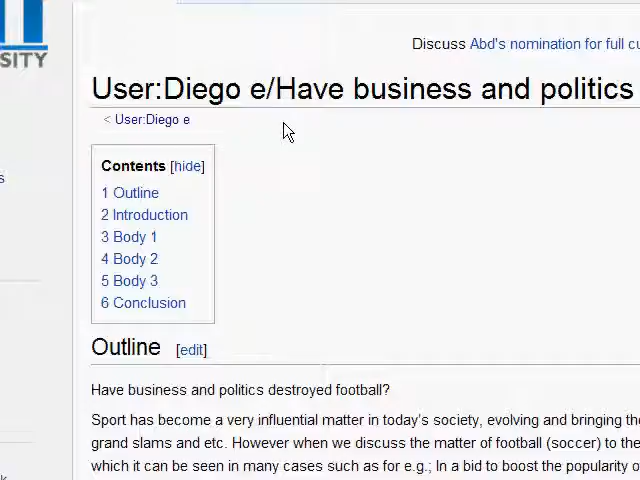 SITY
Discuss Abd's nomination for full
User:Diego e/Have business and politics
< User:Diego e
Contents [hide]
1 Outline
2 Introduction
3 Body 1
4 Body 2
5 Body 3
6 Conclusion
Outline [edit]
Have business and politics destroyed football?
Sport has become a very influential matter in today's society, evolving and bringing the
grand slams and etc. However when we discuss the matter of football (soccer) to the
which it can be seen in many cases such as for e.g.; In a bid to boost the popularity o